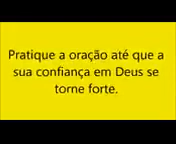 Pratique a oração até que a
sua confiança em Deus se
torne forte.